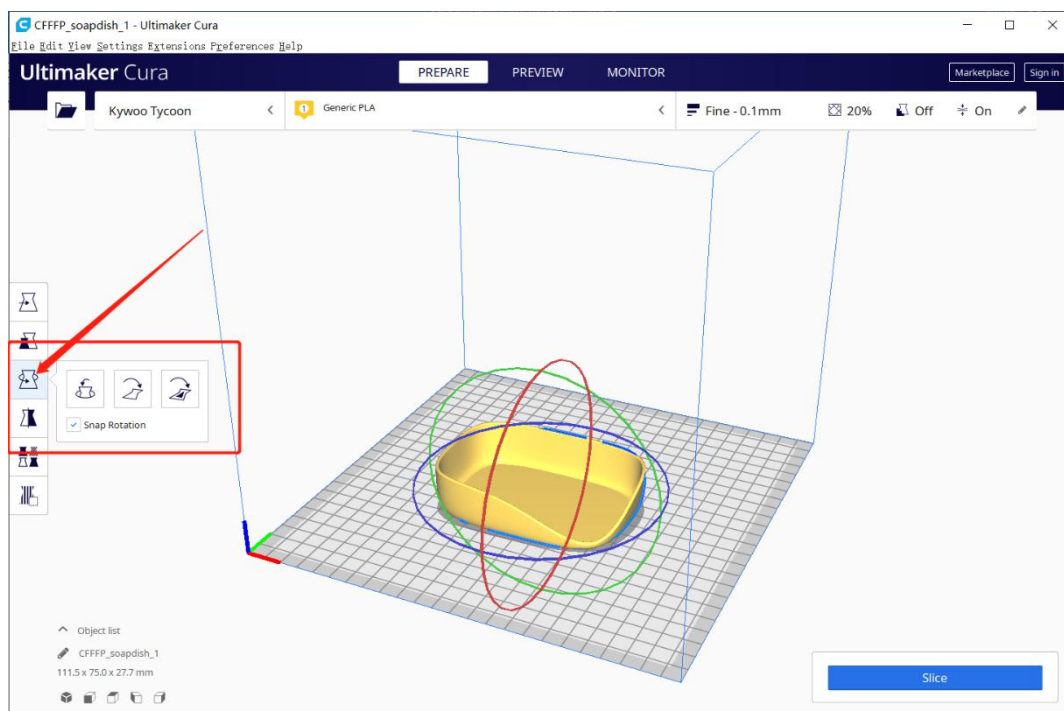 CFFFP_soapdish_1 - Ultimaker Cura
File Edit View Settings Extensions Preferences Help
Ultimaker Cura
PREPARE PREVIEW MONITOR
Marketplace Sign in
Kywoo Tycoon 1 Generic PLA Fine - 0.1mm 20% Off On
Snap Rotation
Object list
CFFFP_soapdish_1
111.5 x 75.0 x 27.7 mm
Slice